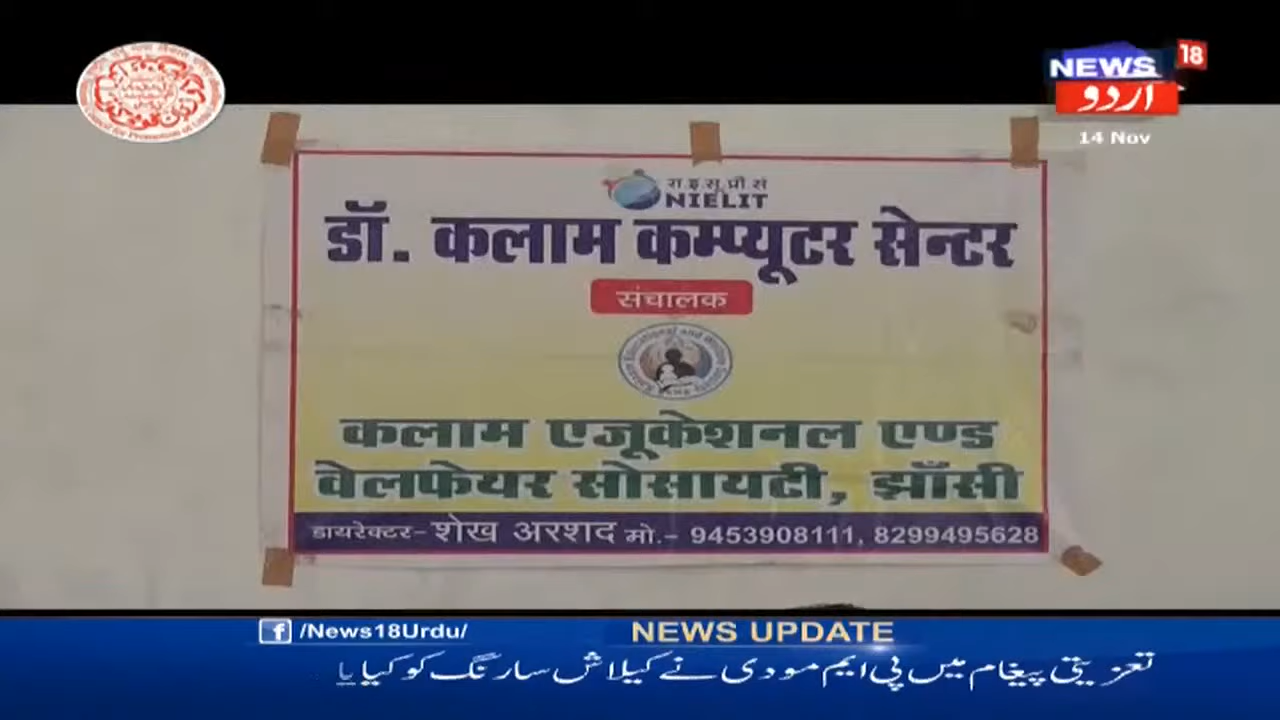 NEWS 18
اردو
14 Nov
रा.इ.सू.प्रौ.सं
NIELIT
डॉ. कलाम कम्प्यूटर सेन्टर
संचालक
कलाम एजूकेशनल एण्ड
वेलफेयर सोसायटी, झाँसी
डायरेक्टर- शेख अरशद मो.- 9453908111, 8299495628
/News18Urdu/ NEWS UPDATE
تعزیتی پیغام میں پی ایم مودی نے کیلاش سارنگ کو کیا یا